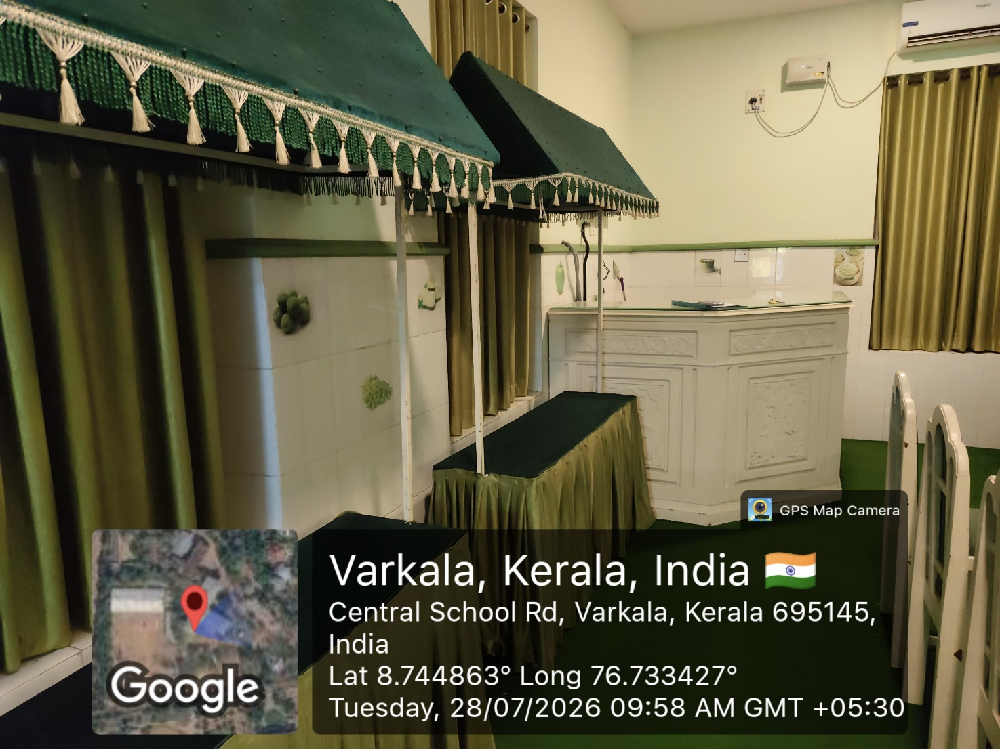 GPS Map Camera
Varkala, Kerala, India
Central School Rd, Varkala, Kerala 695145,
India
Lat 8.744863° Long 76.733427°
Tuesday, 28/07/2026 09:58 AM GMT +05:30
Google